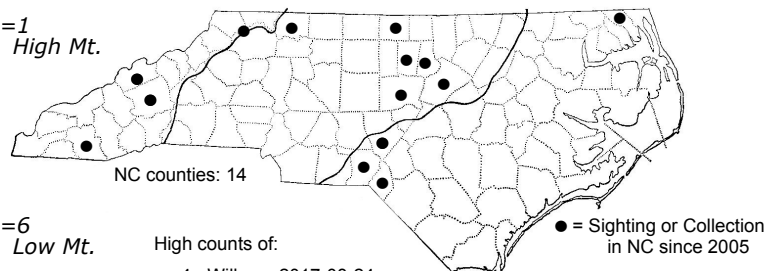 =1
High Mt.
NC counties: 14
=6
Low Mt.
High counts of:
● = Sighting or Collection
in NC since 2005